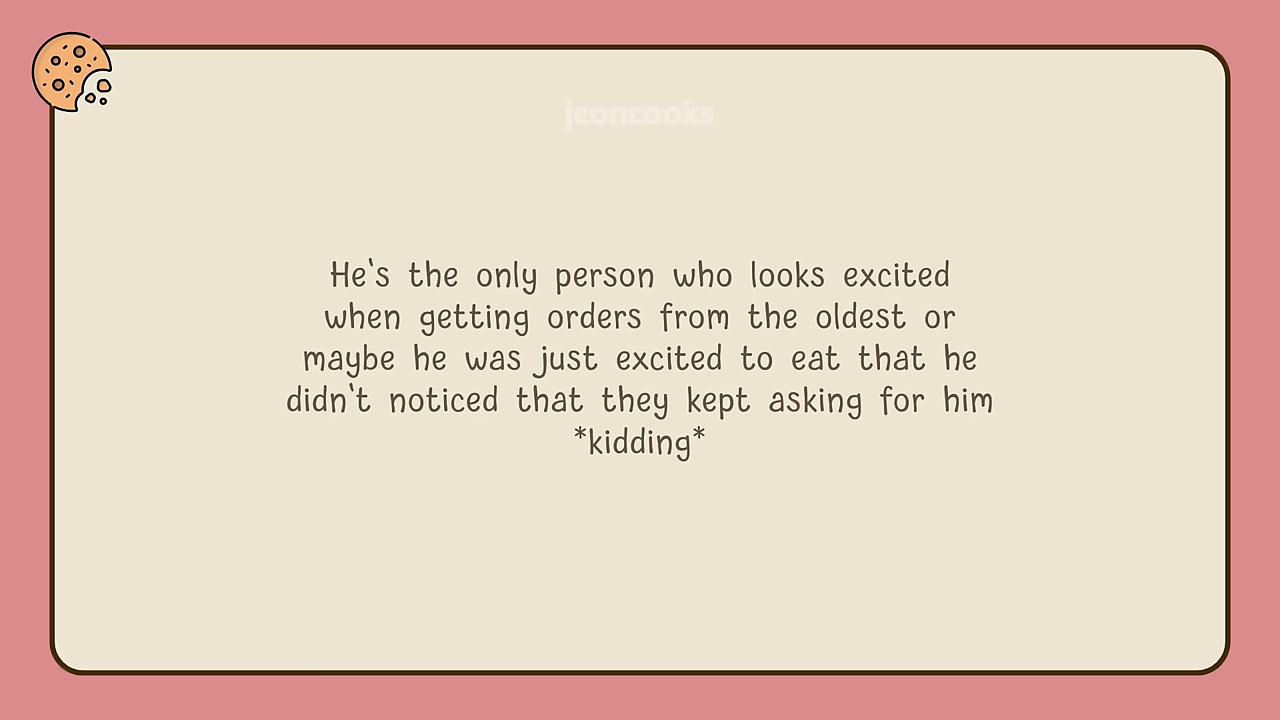 jeoncooks
He's the only person who looks excited
when getting orders from the oldest or
maybe he was just excited to eat that he
didn't noticed that they kept asking for him
*kidding*